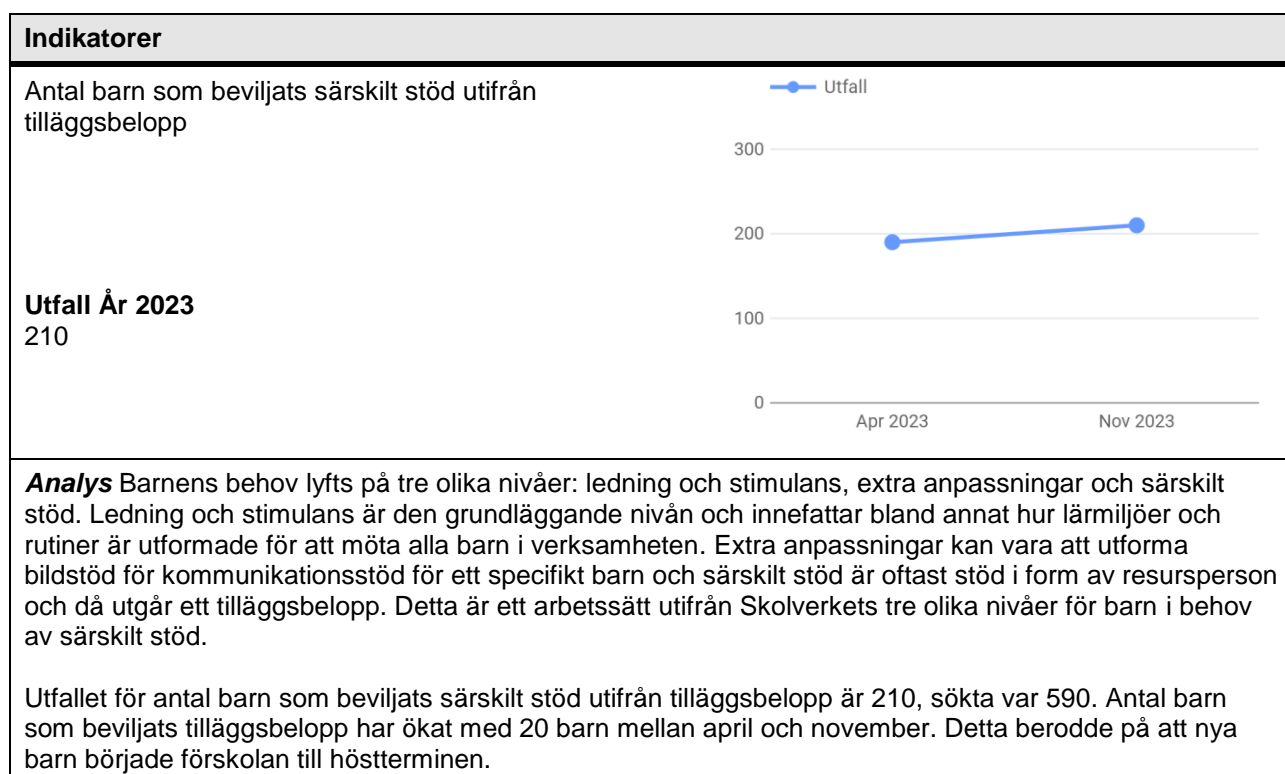 Indikatorer
Antal barn som beviljats särskilt stöd utifrån
tilläggsbelopp
Utfall År 2023
210
Utfall
300
200
100
0
Apr 2023
Nov 2023
Analys Barnens behov lyfts på tre olika nivåer: ledning och stimulans, extra anpassningar och särskilt
stöd. Ledning och stimulans är den grundläggande nivån och innefattar bland annat hur lärmiljöer och
rutiner är utformade för att möta alla barn i verksamheten. Extra anpassningar kan vara att utforma
bildstöd för kommunikationsstöd för ett specifikt barn och särskilt stöd är oftast stöd i form av resursperson
och då utgår ett tilläggsbelopp. Detta är ett arbetssätt utifrån Skolverkets tre olika nivåer för barn i behov
av särskilt stöd.
Utfallet för antal barn som beviljats särskilt stöd utifrån tilläggsbelopp är 210, sökta var 590. Antal barn
som beviljats tilläggsbelopp har ökat med 20 barn mellan april och november. Detta berodde på att nya
barn började förskolan till höstterminen.